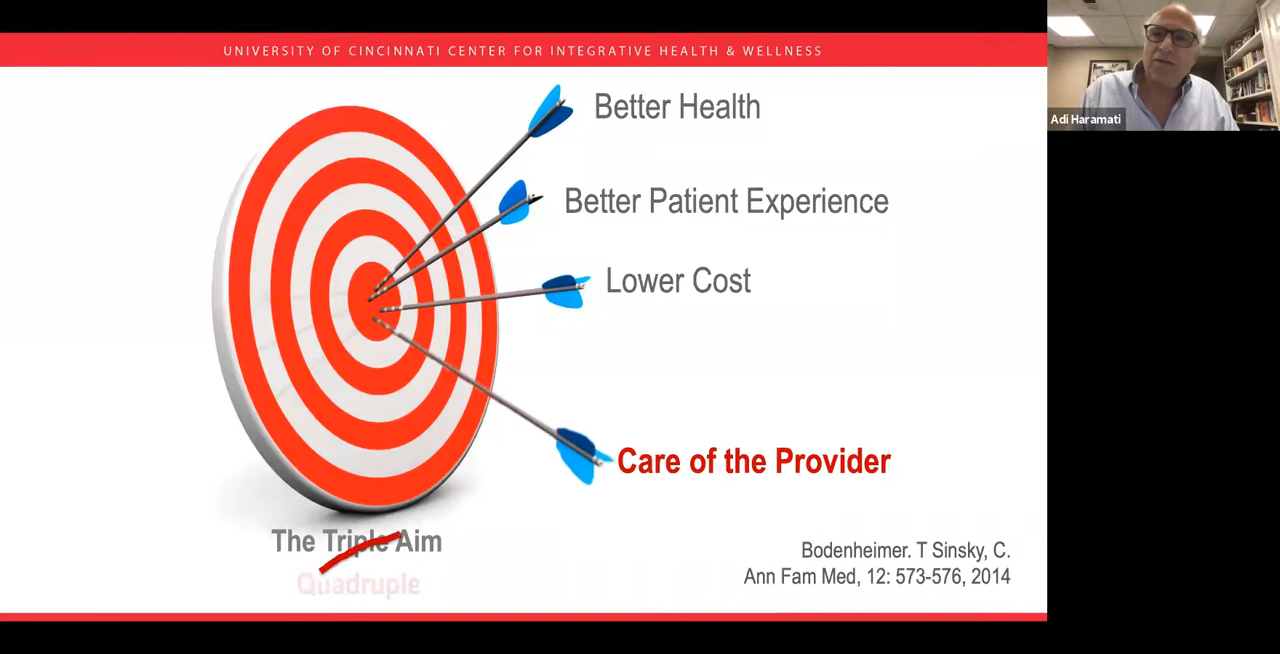 UNIVERSITY OF CINCINNATI CENTER FOR INTEGRATIVE HEALTH & WELLNESS
Adi Haramati
Better Health
Better Patient Experience
Lower Cost
Care of the Provider
The Triple Aim
Quadruple
Bodenheimer. T Sinsky, C.
Ann Fam Med, 12: 573-576, 2014